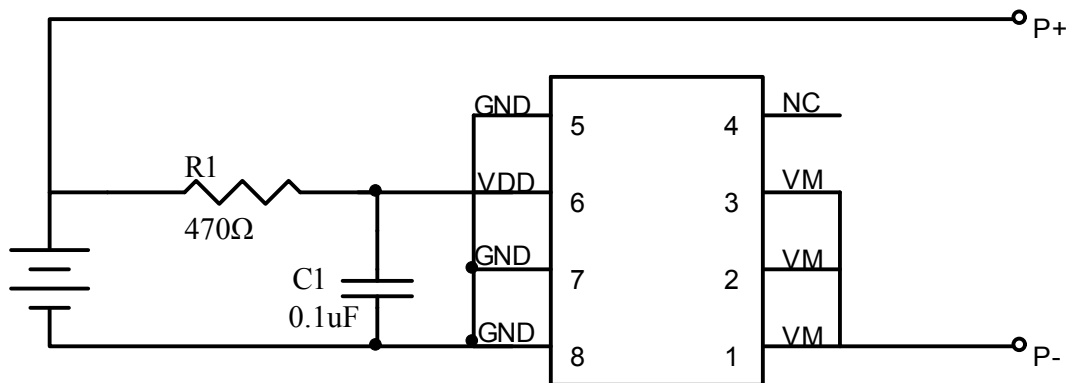 P+
GND 5 4 NC
R1
VDD 6 3 VM
470Ω
GND 7 2 VM
C1
0.1uF
GND 8 1 VM
P-